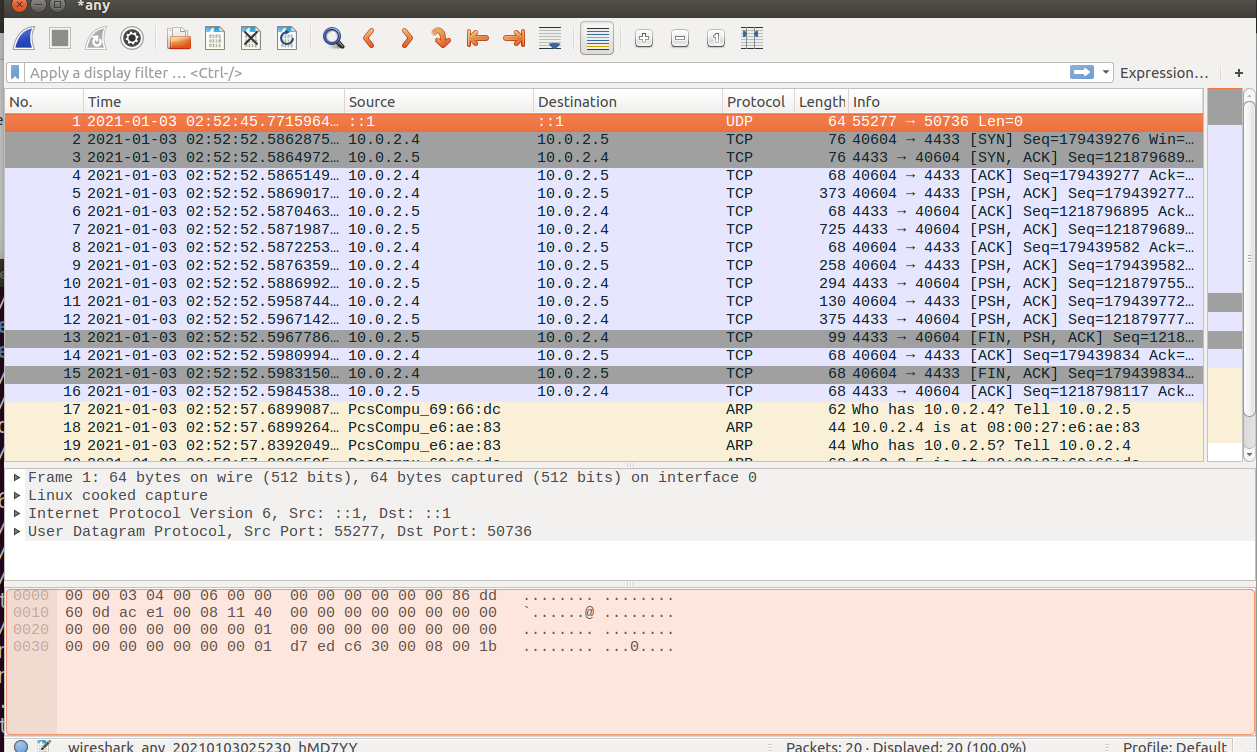 *any
Apply a display filter … <Ctrl-/> Expression… +
No. Time Source Destination Protocol Length Info
1 2021-01-03 02:52:45.7715964… ::1 ::1 UDP 64 55277 → 50736 Len=0
2 2021-01-03 02:52:52.5862875… 10.0.2.4 10.0.2.5 TCP 76 40604 → 4433 [SYN] Seq=179439276 Win=…
3 2021-01-03 02:52:52.5864972… 10.0.2.5 10.0.2.4 TCP 76 4433 → 40604 [SYN, ACK] Seq=121879689…
4 2021-01-03 02:52:52.5865149… 10.0.2.4 10.0.2.5 TCP 68 40604 → 4433 [ACK] Seq=179439277 Ack=…
5 2021-01-03 02:52:52.5869017… 10.0.2.4 10.0.2.5 TCP 373 40604 → 4433 [PSH, ACK] Seq=179439277…
6 2021-01-03 02:52:52.5870463… 10.0.2.5 10.0.2.4 TCP 68 4433 → 40604 [ACK] Seq=1218796895 Ack…
7 2021-01-03 02:52:52.5871987… 10.0.2.5 10.0.2.4 TCP 725 4433 → 40604 [PSH, ACK] Seq=121879689…
8 2021-01-03 02:52:52.5872253… 10.0.2.4 10.0.2.5 TCP 68 40604 → 4433 [ACK] Seq=179439582 Ack=…
9 2021-01-03 02:52:52.5876359… 10.0.2.4 10.0.2.5 TCP 258 40604 → 4433 [PSH, ACK] Seq=179439582…
10 2021-01-03 02:52:52.5886992… 10.0.2.5 10.0.2.4 TCP 294 4433 → 40604 [PSH, ACK] Seq=121879755…
11 2021-01-03 02:52:52.5958744… 10.0.2.4 10.0.2.5 TCP 130 40604 → 4433 [PSH, ACK] Seq=179439772…
12 2021-01-03 02:52:52.5967142… 10.0.2.5 10.0.2.4 TCP 375 4433 → 40604 [PSH, ACK] Seq=121879777…
13 2021-01-03 02:52:52.5967786… 10.0.2.5 10.0.2.4 TCP 99 4433 → 40604 [FIN, PSH, ACK] Seq=1218…
14 2021-01-03 02:52:52.5980994… 10.0.2.4 10.0.2.5 TCP 68 40604 → 4433 [ACK] Seq=179439834 Ack=…
15 2021-01-03 02:52:52.5983150… 10.0.2.4 10.0.2.5 TCP 68 40604 → 4433 [FIN, ACK] Seq=179439834…
16 2021-01-03 02:52:52.5984538… 10.0.2.5 10.0.2.4 TCP 68 4433 → 40604 [ACK] Seq=1218798117 Ack…
17 2021-01-03 02:52:57.6899087… PcsCompu_69:66:dc ARP 62 Who has 10.0.2.4? Tell 10.0.2.5
18 2021-01-03 02:52:57.6899264… PcsCompu_e6:ae:83 ARP 44 10.0.2.4 is at 08:00:27:e6:ae:83
19 2021-01-03 02:52:57.8392049… PcsCompu_e6:ae:83 ARP 44 Who has 10.0.2.5? Tell 10.0.2.4
Frame 1: 64 bytes on wire (512 bits), 64 bytes captured (512 bits) on interface 0
Linux cooked capture
Internet Protocol Version 6, Src: ::1, Dst: ::1
User Datagram Protocol, Src Port: 55277, Dst Port: 50736
0000 00 00 03 04 00 06 00 00 00 00 00 00 00 00 86 dd ........ ........
0010 60 0d ac e1 00 08 11 40 00 00 00 00 00 00 00 00 `......@ ........
0020 00 00 00 00 00 00 00 01 00 00 00 00 00 00 00 00 ........ ........
0030 00 00 00 00 00 00 00 01 d7 ed c6 30 00 08 00 1b ........ ...0....
wireshark_any_20210103025230_hMD7YY Packets: 20 · Displayed: 20 (100.0%) Profile: Default